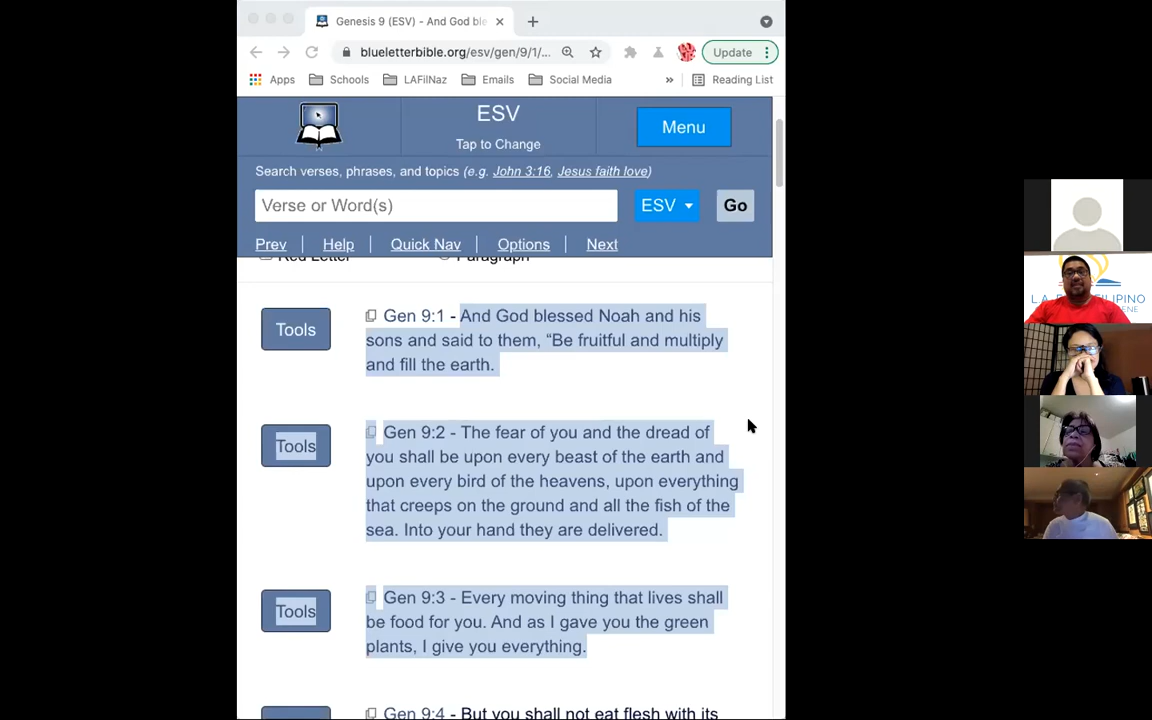 Genesis 9 (ESV) - And God ble
blueletterbible.org/esv/gen/9/1/...
Update
Apps
Schools
LAFilNaz
Emails
Social Media
»
Reading List
ESV
Tap to Change
Menu
Search verses, phrases, and topics (e.g. John 3:16, Jesus faith love)
Verse or Word(s)
ESV
Go
Prev
Help
Quick Nav
Options
Next
Red Letter
Paragraph
Tools
Gen 9:1 - And God blessed Noah and his
sons and said to them, “Be fruitful and multiply
and fill the earth.
Tools
Gen 9:2 - The fear of you and the dread of
you shall be upon every beast of the earth and
upon every bird of the heavens, upon everything
that creeps on the ground and all the fish of the
sea. Into your hand they are delivered.
Tools
Gen 9:3 - Every moving thing that lives shall
be food for you. And as I gave you the green
plants, I give you everything.
Gen 9:4 - But you shall not eat flesh with its
L.A.
FILIPINO
ENE